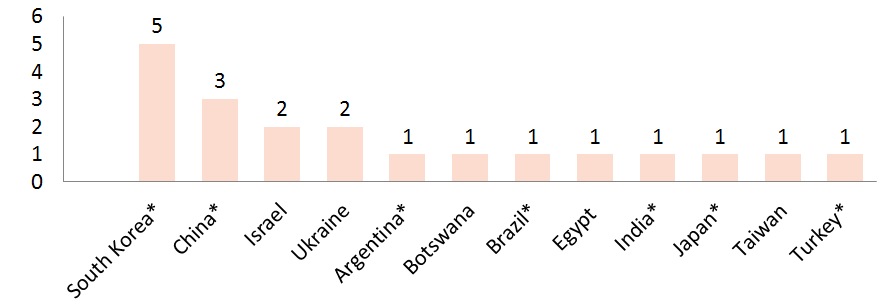 6
5
4
3
2
1
0
5
3
2
2
1
1
1
1
1
1
1
1
South Korea*
China*
Israel
Ukraine
Argentina*
Botswana
Brazil*
Egypt
India*
Japan*
Taiwan
Turkey*